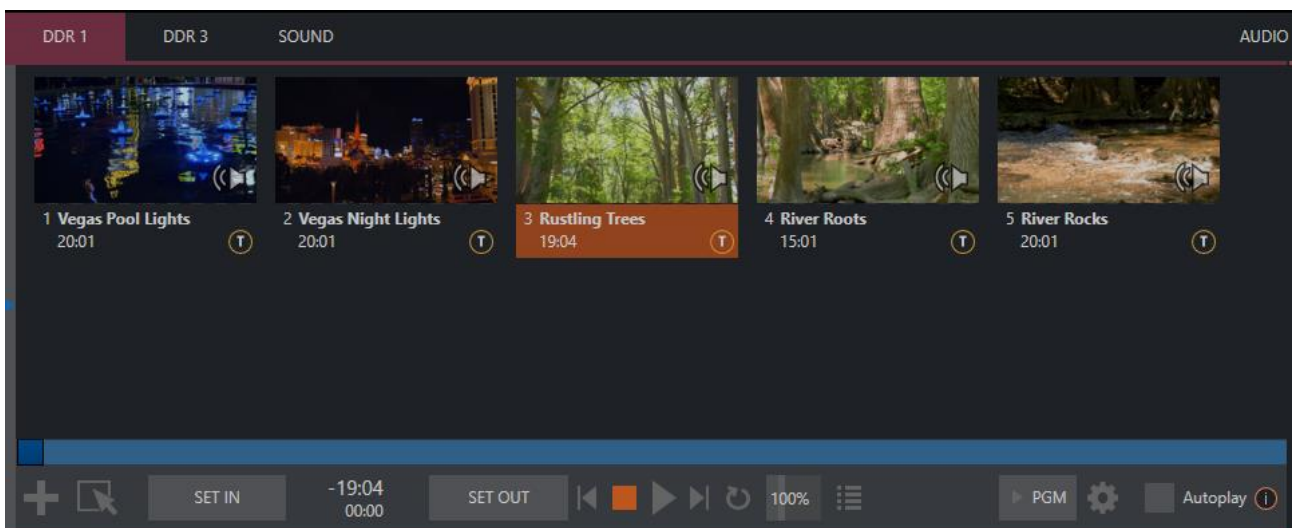 DDR 1 DDR 3 SOUND AUDIO
1 Vegas Pool Lights 2 Vegas Night Lights 3 Rustling Trees 4 River Roots 5 River Rocks
20:01 T 20:01 T 19:04 T 15:01 T 20:01 T
SET IN -19:04 SET OUT 100% PGM Autoplay i
00:00